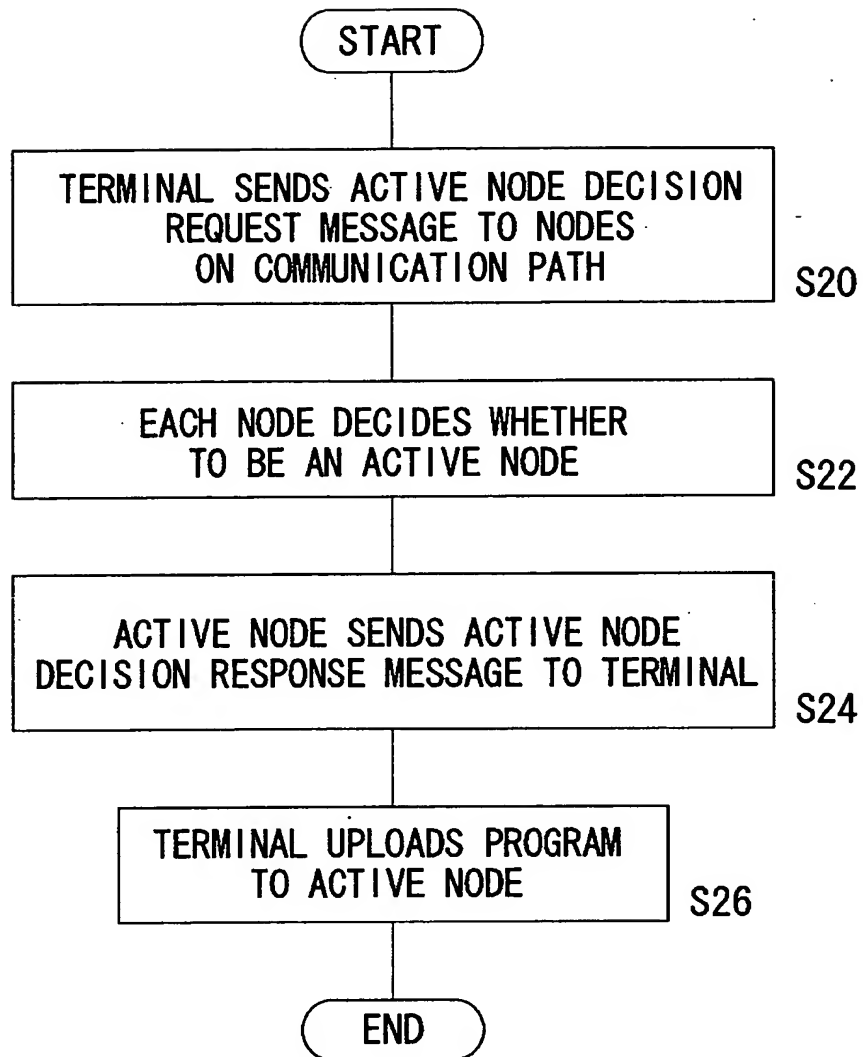 START
TERMINAL SENDS ACTIVE NODE DECISION
REQUEST MESSAGE TO NODES
ON COMMUNICATION PATH
S20
EACH NODE DECIDES WHETHER
TO BE AN ACTIVE NODE
S22
ACTIVE NODE SENDS ACTIVE NODE
DECISION RESPONSE MESSAGE TO TERMINAL
S24
TERMINAL UPLOADS PROGRAM
TO ACTIVE NODE
S26
END